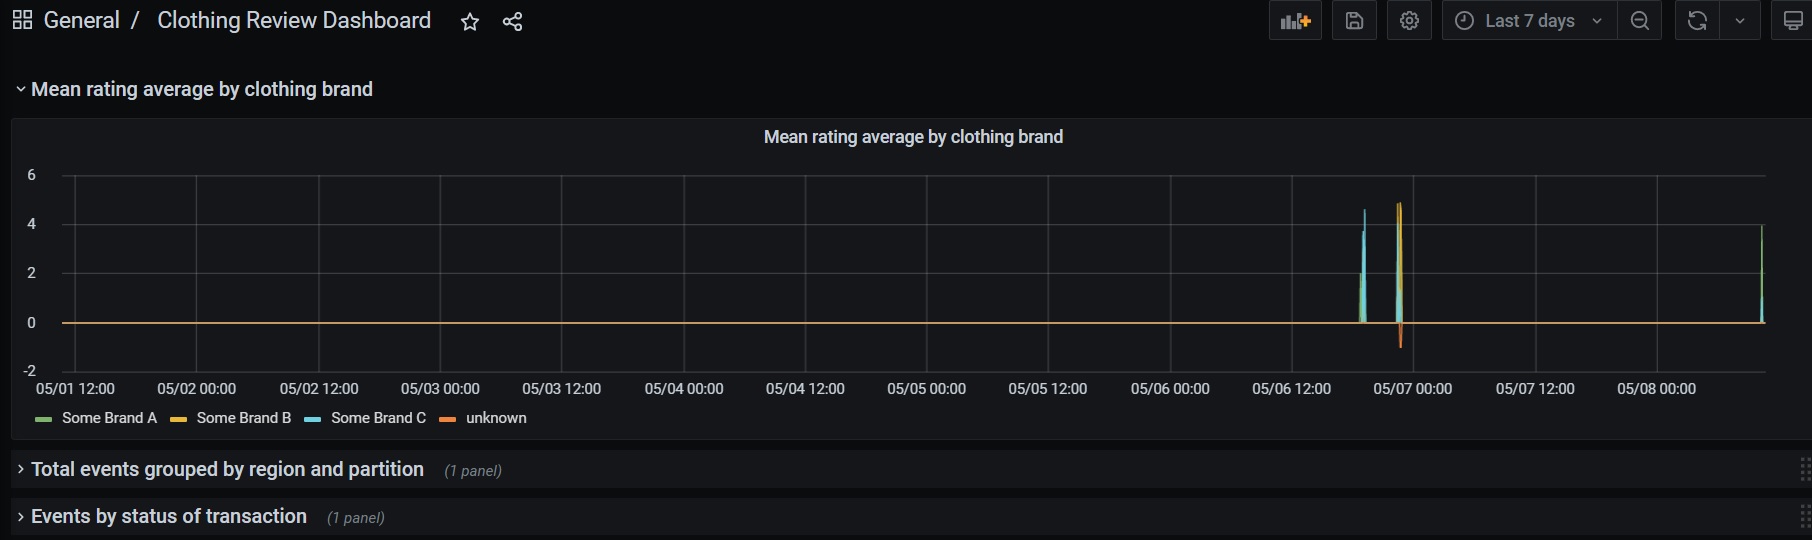 General / Clothing Review Dashboard
Last 7 days
Mean rating average by clothing brand
Mean rating average by clothing brand
6
4
2
0
-2
05/01 12:00 05/02 00:00 05/02 12:00 05/03 00:00 05/03 12:00 05/04 00:00 05/04 12:00 05/05 00:00 05/05 12:00 05/06 00:00 05/06 12:00 05/07 00:00 05/07 12:00 05/08 00:00
Some Brand A Some Brand B Some Brand C unknown
Total events grouped by region and partition (1 panel)
Events by status of transaction (1 panel)